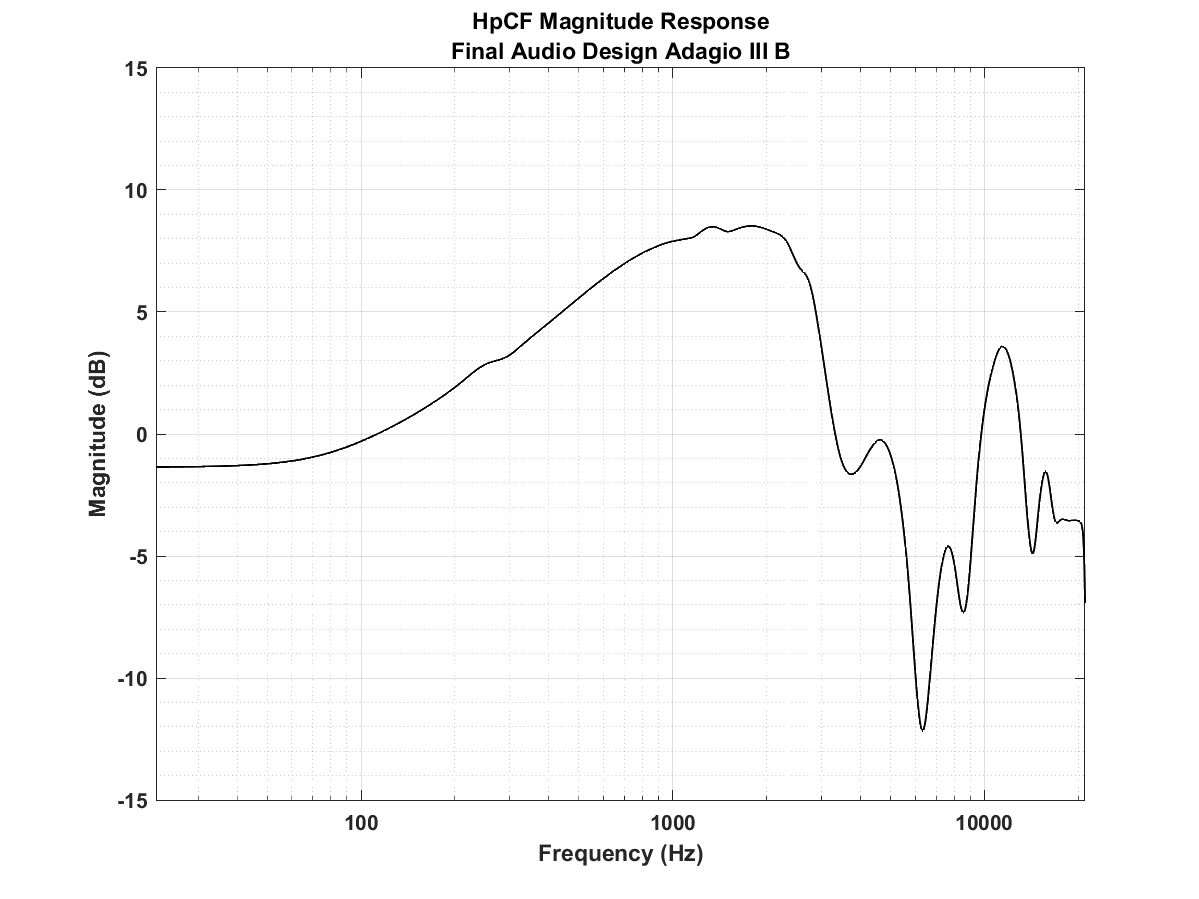 HpCF Magnitude Response
Final Audio Design Adagio III B
15
10
5
0
-5
-10
-15
Magnitude (dB)
100
1000
10000
Frequency (Hz)